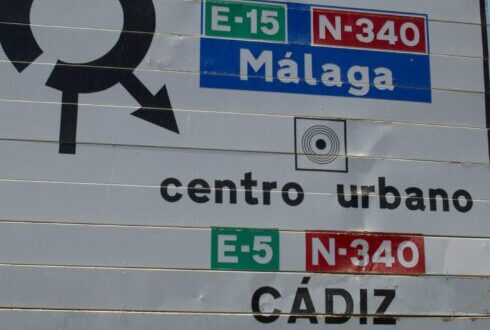 E-15 N-340
Málaga
centro urbano
E-5 N-340
CÁDIZ